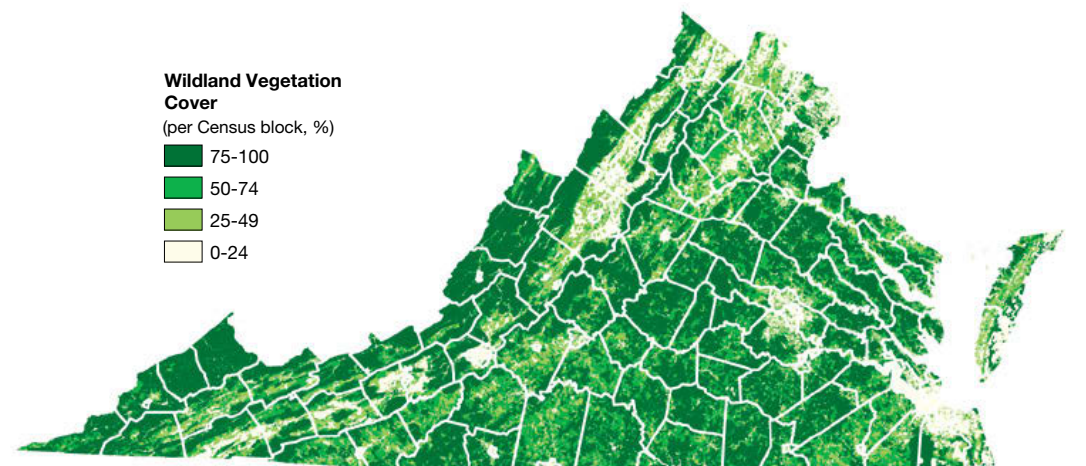 Wildland Vegetation
Cover
(per Census block, %)
75-100
50-74
25-49
0-24